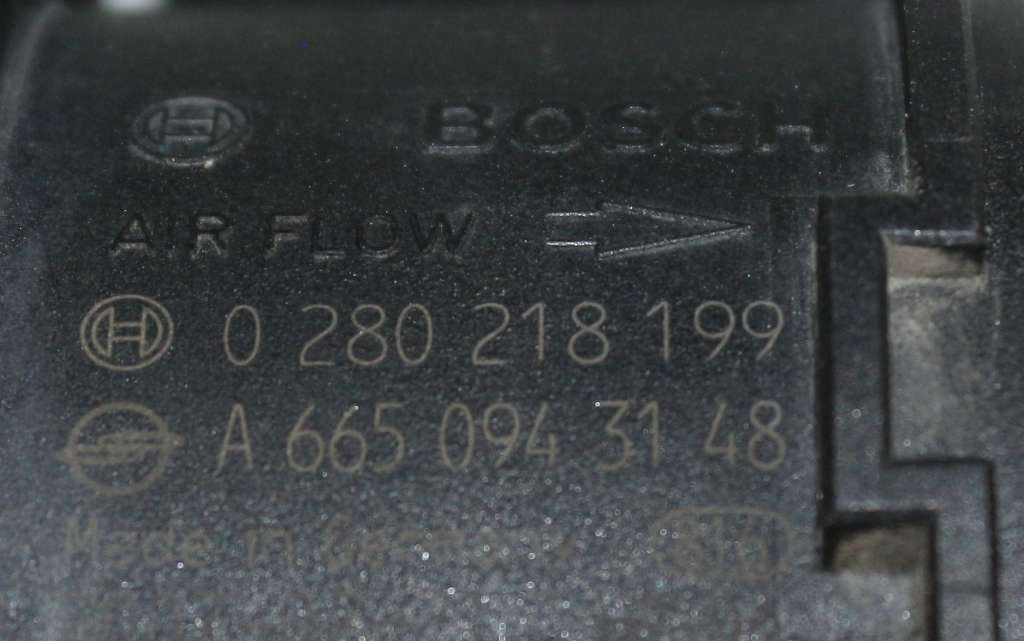 BOSCH
AIR FLOW
0 280 218 199
A 665 094 31 48
Made in Germany